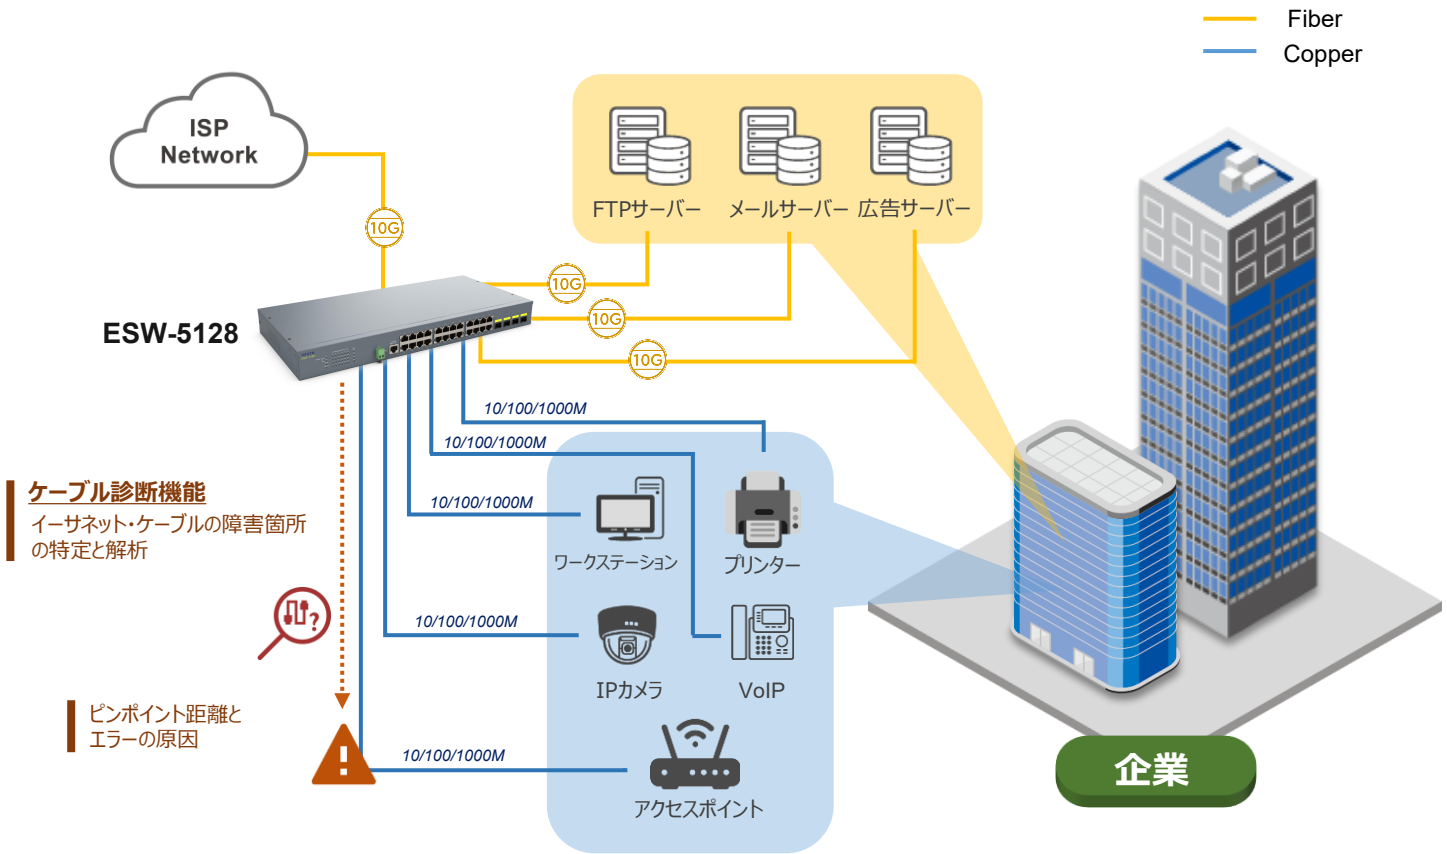 Fiber
Copper
ISP
Network
10G
FTPサーバー
メールサーバー
広告サーバー
10G
10G
10G
ESW-5128
10/100/1000M
10/100/1000M
10/100/1000M
ケーブル診断機能
イーサネット・ケーブルの障害箇所
の特定と解析
ワークステーション
プリンター
?
10/100/1000M
IPカメラ
VoIP
ピンポイント距離と
エラーの原因
10/100/1000M
アクセスポイント
企業